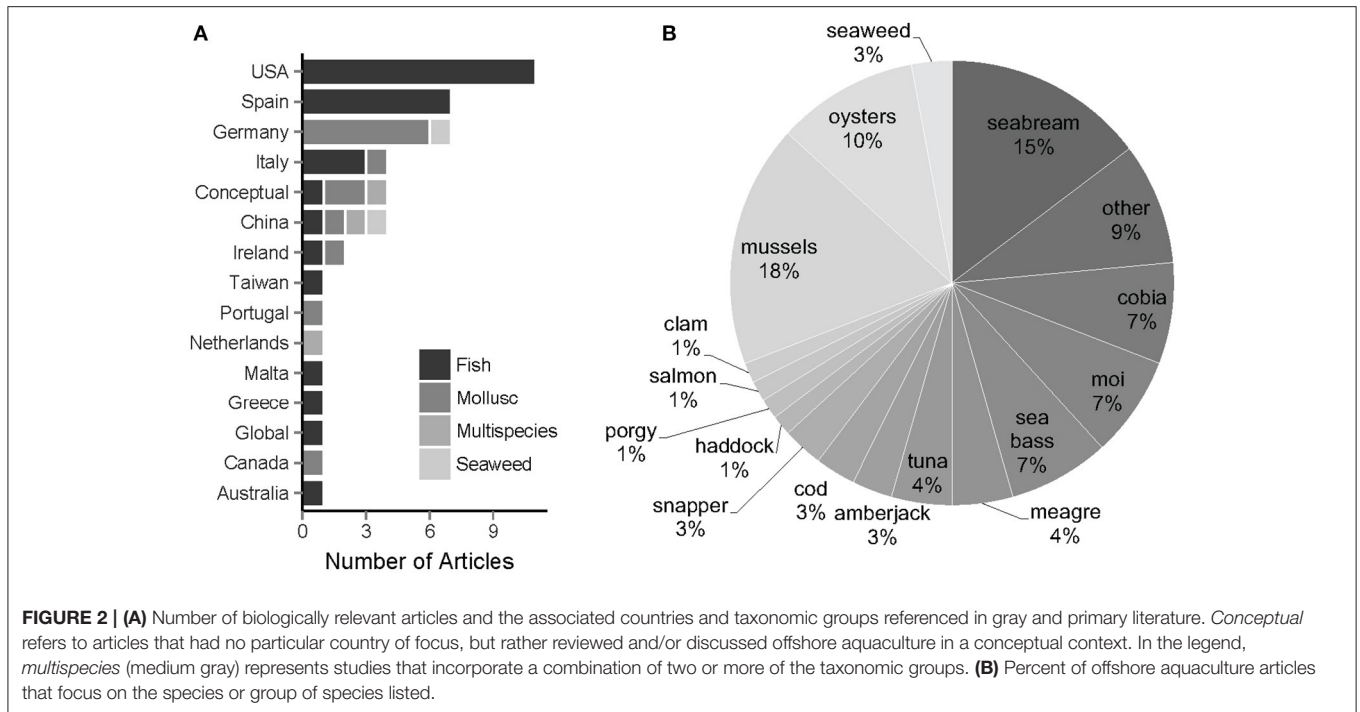 A
USA
Spain
Germany
Italy
Conceptual
China
Ireland
Taiwan
Portugal
Netherlands
Malta
Greece
Global
Canada
Australia
0 3 6 9
Number of Articles
Fish
Mollusc
Multispecies
Seaweed
B
seaweed
3%
oysters
10%
seabream
15%
other
9%
mussels
18%
cobia
7%
clam
1%
moi
7%
salmon
1%
sea
bass
7%
porgy
1%
haddock
1%
tuna
4%
snapper
3%
cod
3%
amberjack
3%
meagre
4%
FIGURE 2 | (A) Number of biologically relevant articles and the associated countries and taxonomic groups referenced in gray and primary literature. Conceptual
refers to articles that had no particular country of focus, but rather reviewed and/or discussed offshore aquaculture in a conceptual context. In the legend,
multispecies (medium gray) represents studies that incorporate a combination of two or more of the taxonomic groups. (B) Percent of offshore aquaculture articles
that focus on the species or group of species listed.